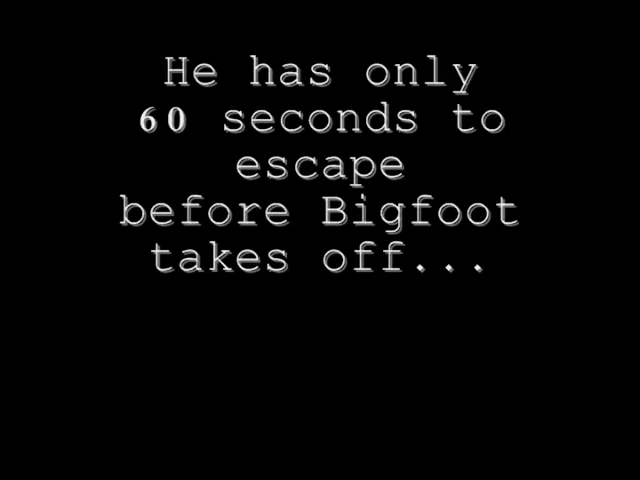 He has only
60 seconds to
escape
before Bigfoot
takes off...